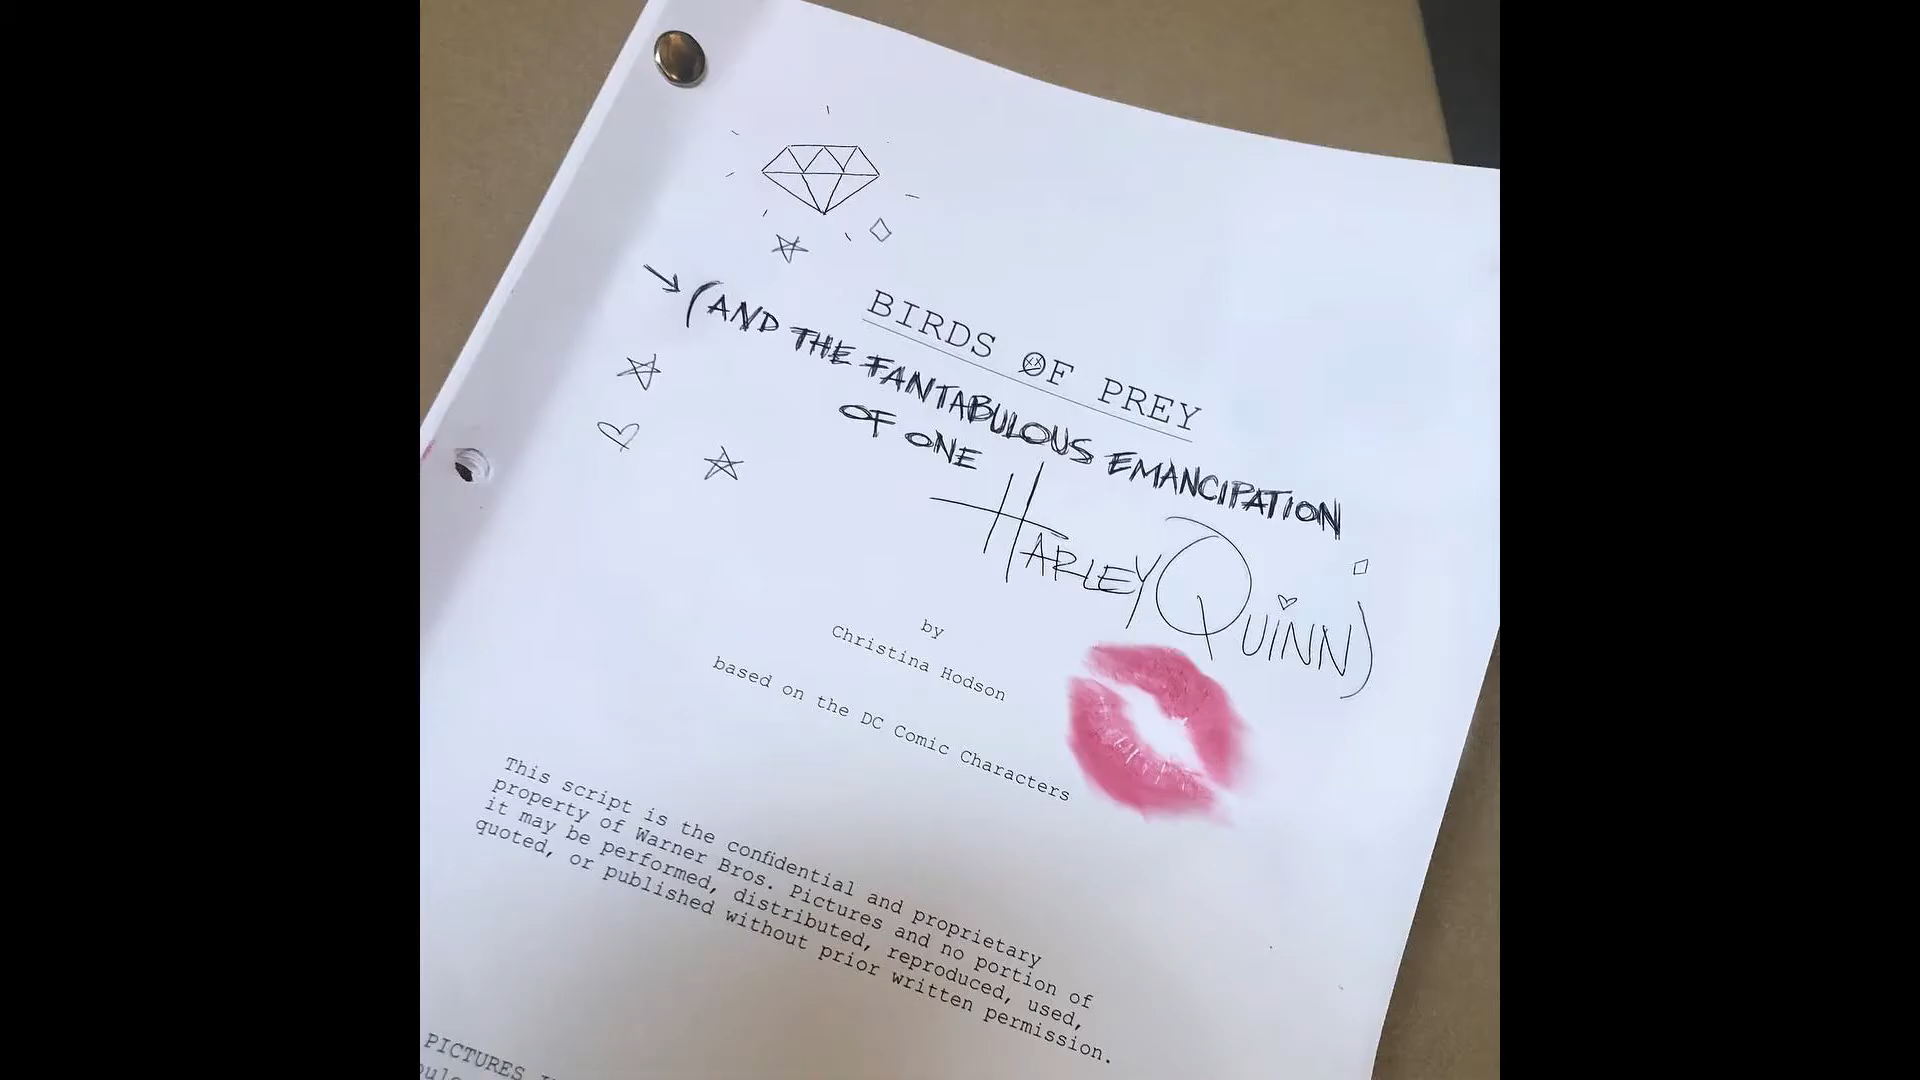 BIRDS OF PREY
(AND THE FANTABULOUS EMANCIPATION
OF ONE
HARLEY QUINN)
by
Christina Hodson
based on the DC Comic Characters
This script is the confidential and proprietary
property of Warner Bros. Pictures and no portion of
it may be performed, distributed, reproduced, used,
quoted, or published without prior written permission.
PICTURES